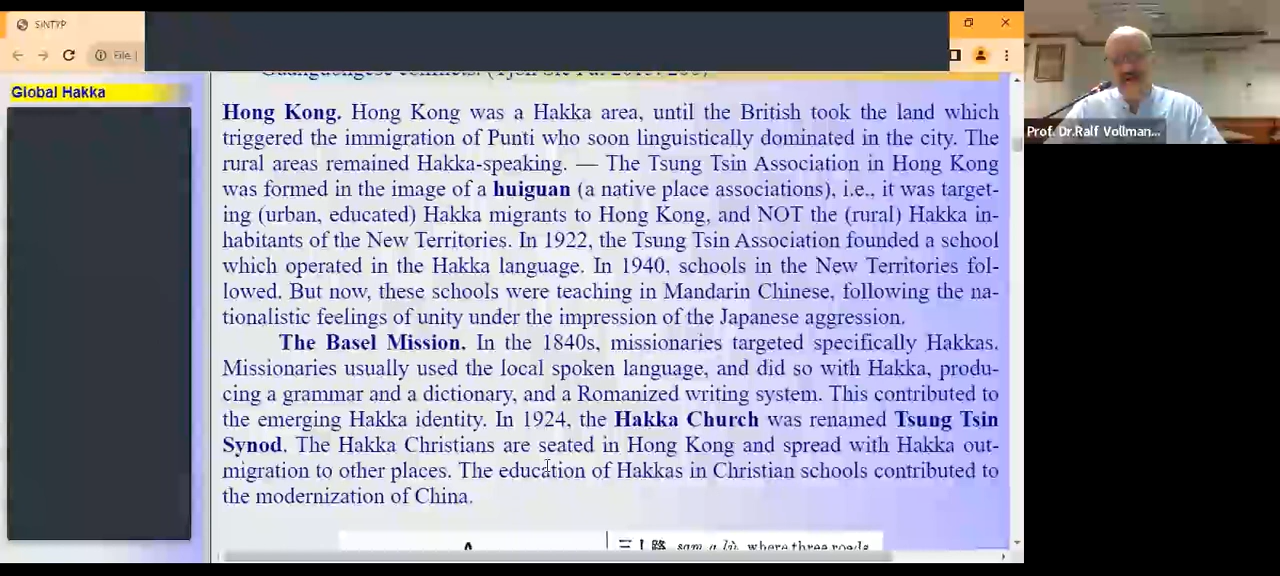 SiNTYP
File
Global Hakka
Hong Kong. Hong Kong was a Hakka area, until the British took the land which
triggered the immigration of Punti who soon linguistically dominated in the city. The
rural areas remained Hakka-speaking. — The Tsung Tsin Association in Hong Kong
was formed in the image of a huiguan (a native place associations), i.e., it was target-
ing (urban, educated) Hakka migrants to Hong Kong, and NOT the (rural) Hakka in-
habitants of the New Territories. In 1922, the Tsung Tsin Association founded a school
which operated in the Hakka language. In 1940, schools in the New Territories fol-
lowed. But now, these schools were teaching in Mandarin Chinese, following the na-
tionalistic feelings of unity under the impression of the Japanese aggression.
The Basel Mission. In the 1840s, missionaries targeted specifically Hakkas.
Missionaries usually used the local spoken language, and did so with Hakka, produ-
cing a grammar and a dictionary, and a Romanized writing system. This contributed to
the emerging Hakka identity. In 1924, the Hakka Church was renamed Tsung Tsin
Synod. The Hakka Christians are seated in Hong Kong and spread with Hakka out-
migration to other places. The education of Hakkas in Christian schools contributed to
the modernization of China.
where three roads
Prof. Dr.Ralf Vollman...